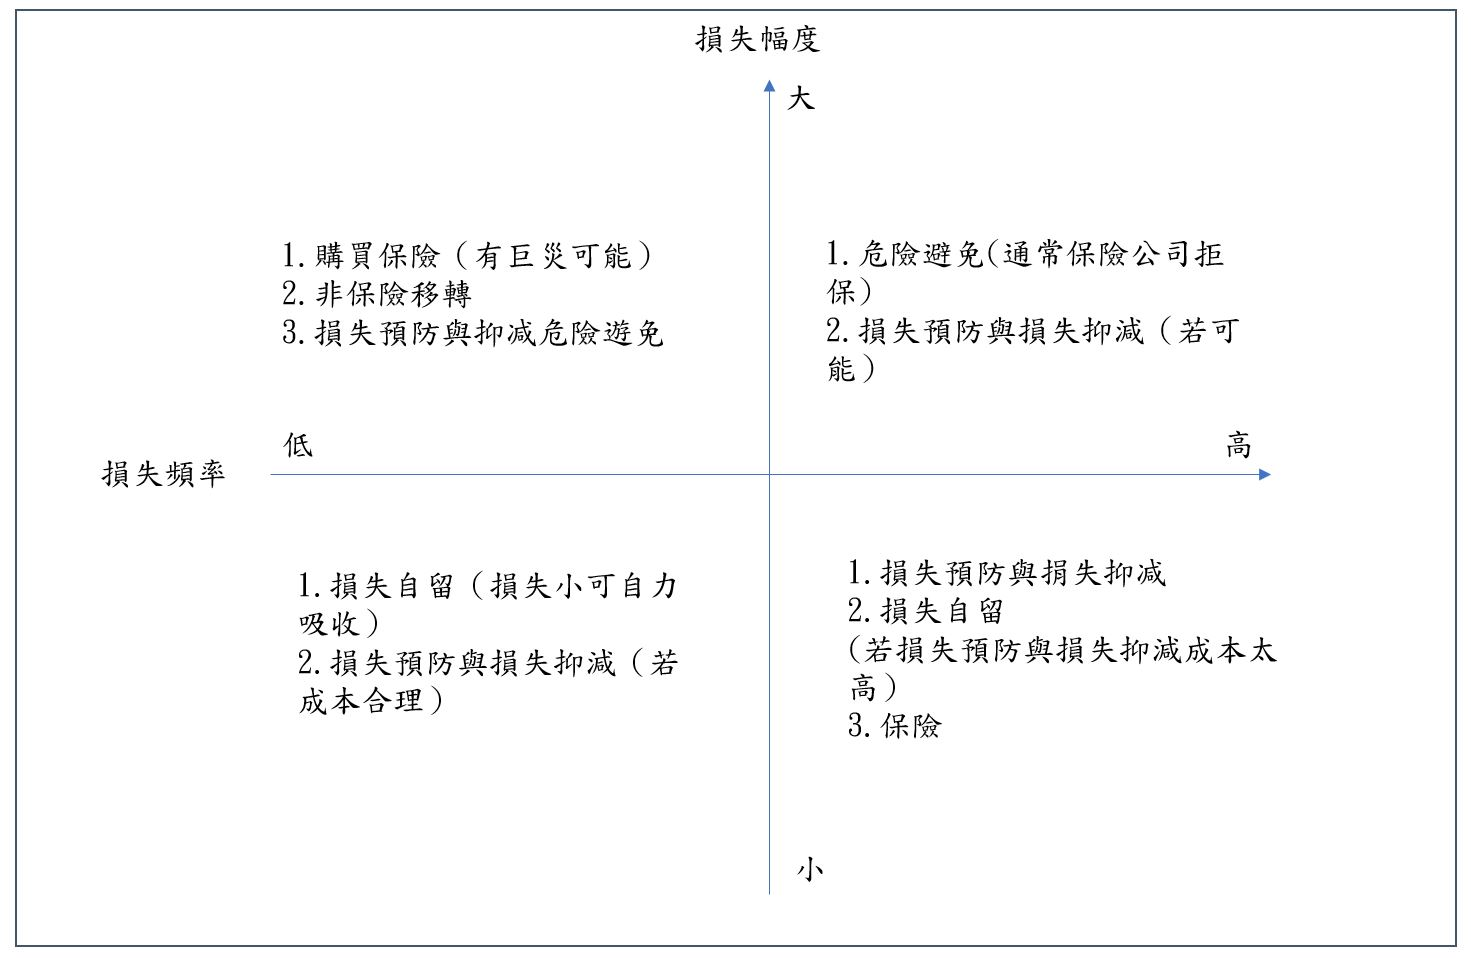 損失幅度
大
1.購買保險（有巨災可能）
2.非保險移轉
3.損失預防與抑減危險遊免
1.危險避免(通常保險公司拒
保)
2.損失預防與損失抑減（若可
能）
低
高
損失頻率
1.損失自留（損失小可自力
吸收）
2.損失預防與損失抑減（若
成本合理）
1.損失預防與捐失抑减
2.損失自留
(若損失預防與損失抑減成本太
高）
3.保險
小